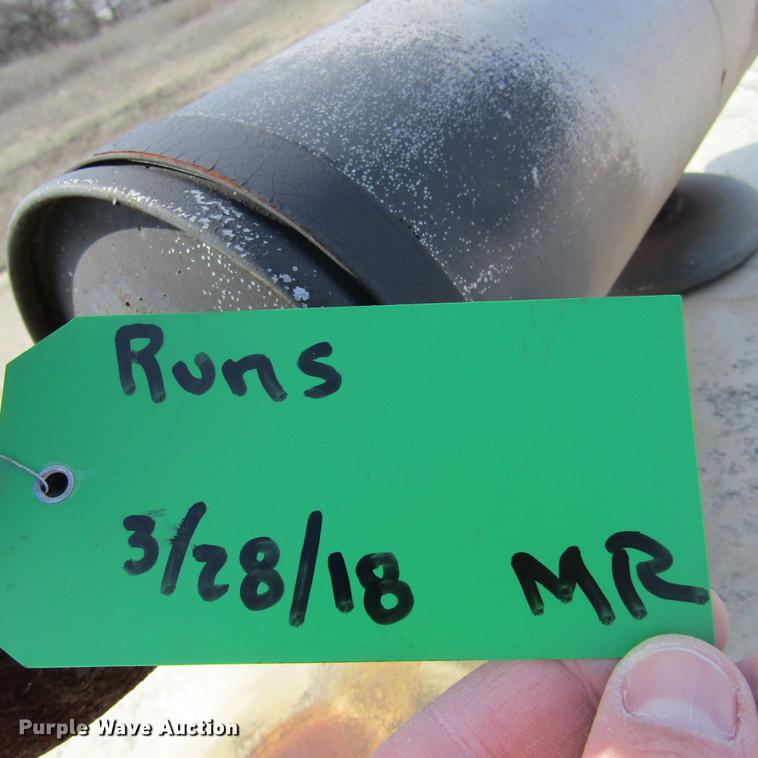 Runs
3/28/18 MR
Purple Wave Auction